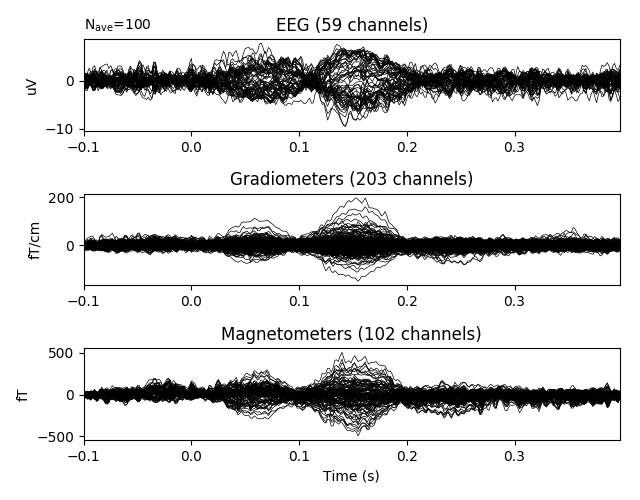 N_ave=100
EEG (59 channels)
uV
0
−10
−0.1 0.0 0.1 0.2 0.3
Gradiometers (203 channels)
fT/cm
200
0
−0.1 0.0 0.1 0.2 0.3
Magnetometers (102 channels)
fT
500
0
−500
−0.1 0.0 0.1 0.2 0.3
Time (s)